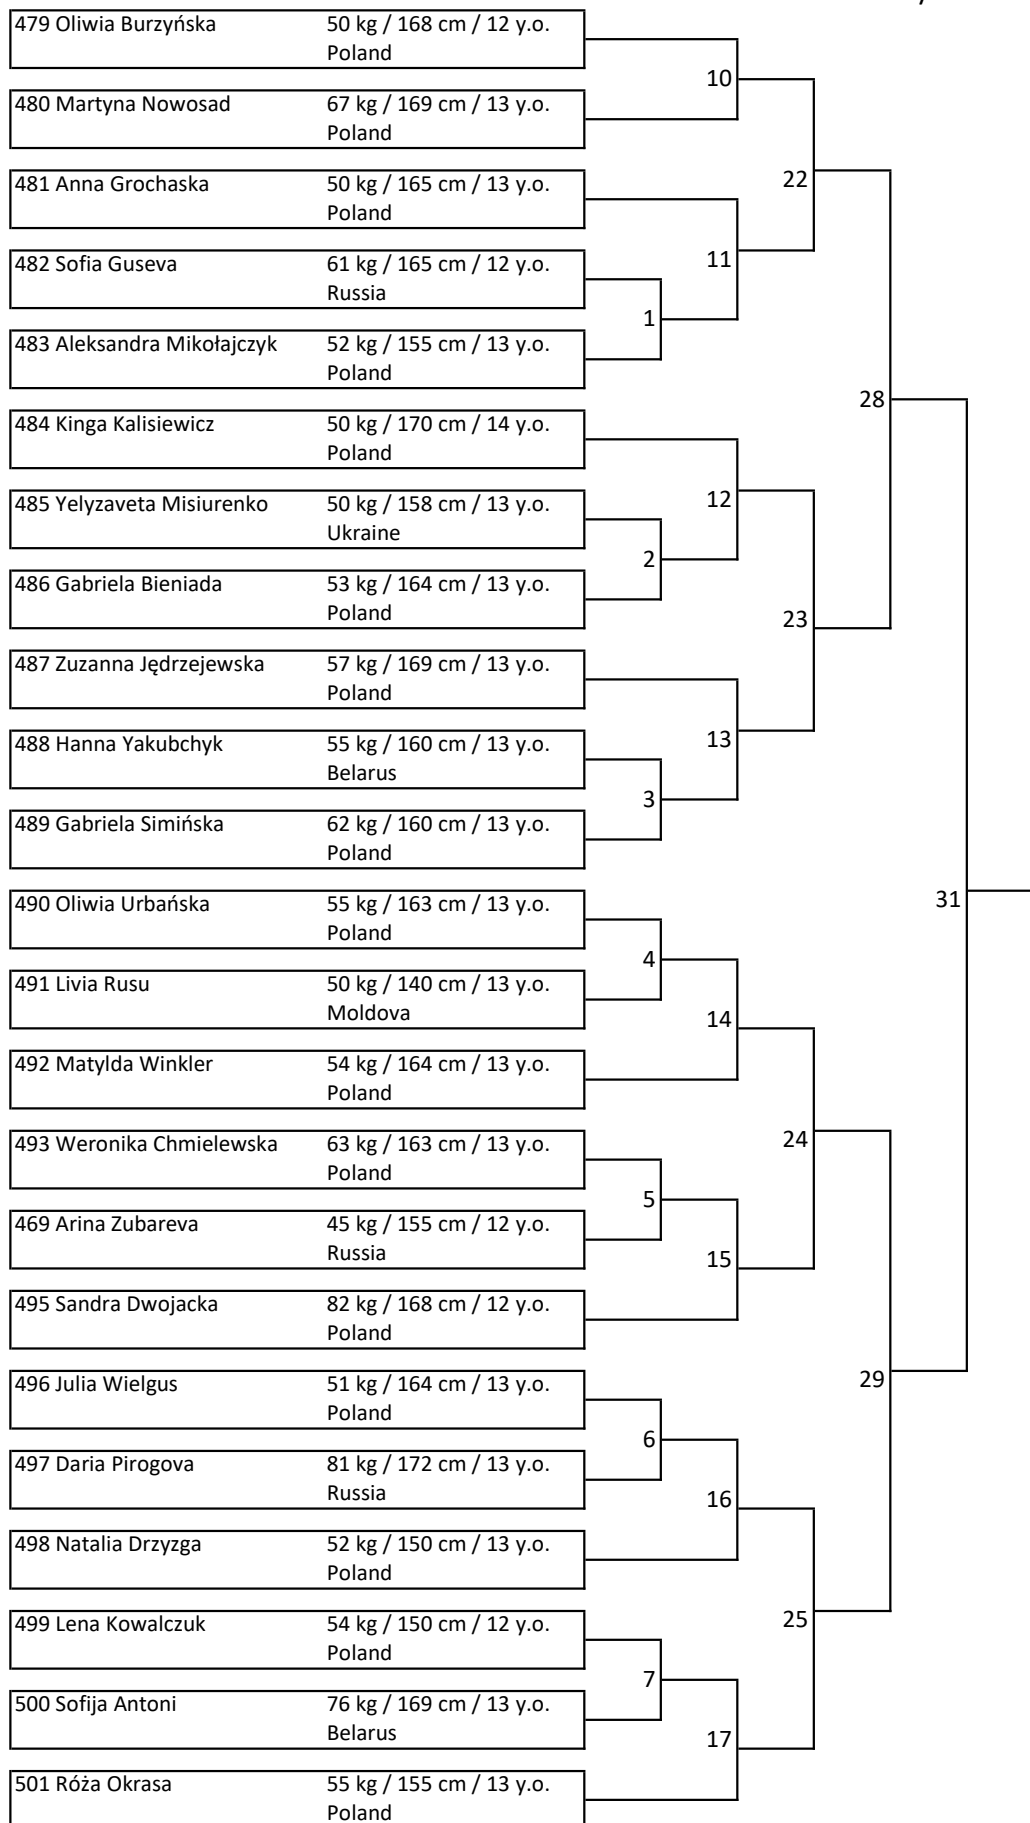 479 Oliwia Burzyńska 50 kg / 168 cm / 12 y.o.
Poland
10
480 Martyna Nowosad 67 kg / 169 cm / 13 y.o.
Poland
22
481 Anna Grochaska 50 kg / 165 cm / 13 y.o.
Poland
11
482 Sofia Guseva 61 kg / 165 cm / 12 y.o.
Russia
1
483 Aleksandra Mikołajczyk 52 kg / 155 cm / 13 y.o.
Poland
28
484 Kinga Kalisiewicz 50 kg / 170 cm / 14 y.o.
Poland
12
485 Yelyzaveta Misiurenko 50 kg / 158 cm / 13 y.o.
Ukraine
2
486 Gabriela Bieniada 53 kg / 164 cm / 13 y.o.
Poland
23
487 Zuzanna Jędrzejewska 57 kg / 169 cm / 13 y.o.
Poland
13
488 Hanna Yakubchyk 55 kg / 160 cm / 13 y.o.
Belarus
3
489 Gabriela Simińska 62 kg / 160 cm / 13 y.o.
Poland
31
490 Oliwia Urbańska 55 kg / 163 cm / 13 y.o.
Poland
4
491 Livia Rusu 50 kg / 140 cm / 13 y.o.
Moldova
14
492 Matylda Winkler 54 kg / 164 cm / 13 y.o.
Poland
24
493 Weronika Chmielewska 63 kg / 163 cm / 13 y.o.
Poland
5
469 Arina Zubareva 45 kg / 155 cm / 12 y.o.
Russia
15
495 Sandra Dwojacka 82 kg / 168 cm / 12 y.o.
Poland
29
496 Julia Wielgus 51 kg / 164 cm / 13 y.o.
Poland
6
497 Daria Pirogova 81 kg / 172 cm / 13 y.o.
Russia
16
498 Natalia Drzyzga 52 kg / 150 cm / 13 y.o.
Poland
25
499 Lena Kowalczuk 54 kg / 150 cm / 12 y.o.
Poland
7
500 Sofija Antoni 76 kg / 169 cm / 13 y.o.
Belarus
17
501 Róża Okrasa 55 kg / 155 cm / 13 y.o.
Poland